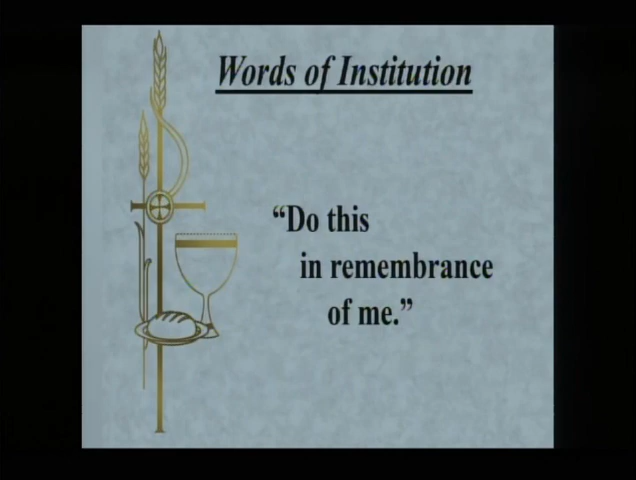 Words of Institution
“Do this
in remembrance
of me.”